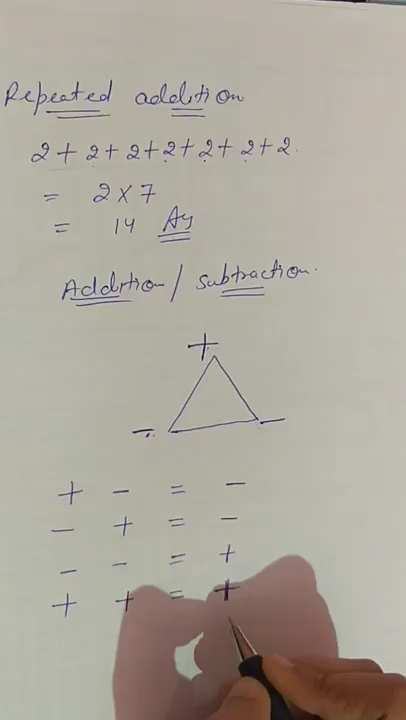 Repeated addition
2 + 2 + 2 + 2 + 2 + 2 + 2.
= 2 × 7
= 14 Ay
Addition / Subtraction.
+
- -
+ - = -
- + = -
- - = +
+ + = +